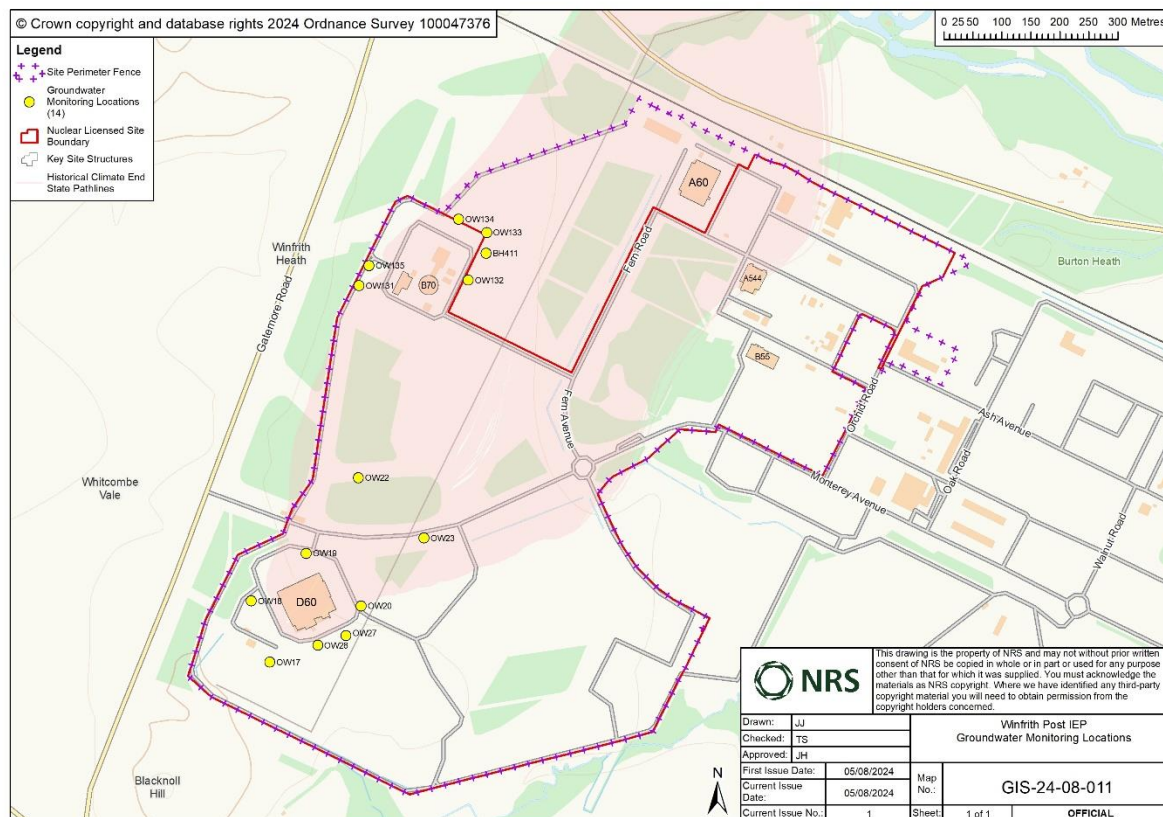 © Crown copyright and database rights 2024 Ordnance Survey 100047376
0 25 50 100 150 200 250 300 Metres
Legend
Site Perimeter Fence
Groundwater
Monitoring Locations
(14)
Nuclear Licensed Site
Boundary
Key Site Structures
Historical Climate End
State Pathlines
A60
OW134
OW133
BH411
OW135
OW132
OW131
B70
Winfrith
Heath
Gatemore Road
Fern Road
Burton Heath
A544
B55
Orchid Road
Ash Avenue
Fern Avenue
Oak Road
Monterey Avenue
Walnut Road
Whitcombe
Vale
OW22
OW23
OW19
OW18
D60
OW20
OW27
OW26
OW17
Blacknoll
Hill
N
NRS
This drawing is the property of NRS and may not without prior written
consent of NRS be copied in whole or in part or used for any purpose
other than that for which it was supplied. You must acknowledge the
materials as NRS copyright. Where we have identified any third-party
copyright material you will need to obtain permission from the
copyright holders concerned.
Drawn: JJ
Checked: TS
Approved: JH
Winfrith Post IEP
Groundwater Monitoring Locations
First Issue Date: 05/08/2024
Current Issue
Date: 05/08/2024
Map
No.: GIS-24-08-011
Current Issue No.: 1
Sheet: 1 of 1
OFFICIAL